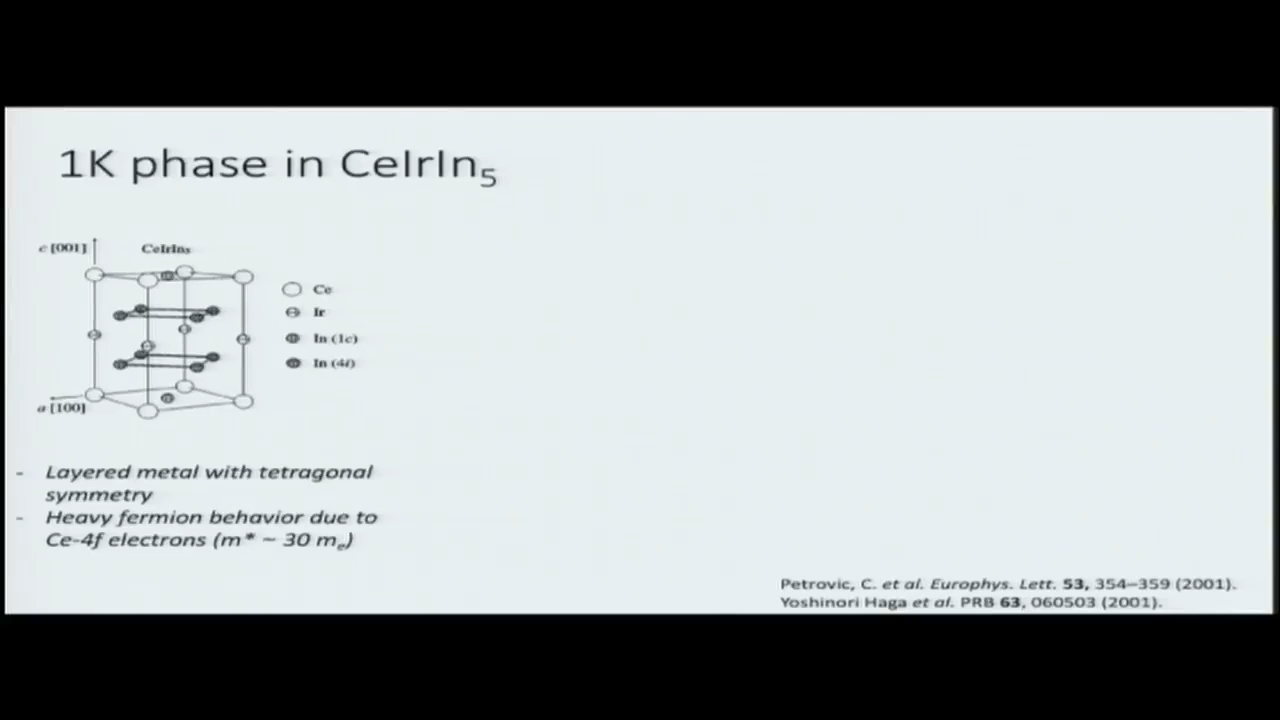 1K phase in CeIrIn5
c [001]
CeIrIn5
Ce
Ir
In (1c)
In (4i)
a [100]
- Layered metal with tetragonal
symmetry
- Heavy fermion behavior due to
Ce-4f electrons (m* ~ 30 me)
Petrovic, C. et al. Europhys. Lett. 53, 354–359 (2001).
Yoshinori Haga et al. PRB 63, 060503 (2001).